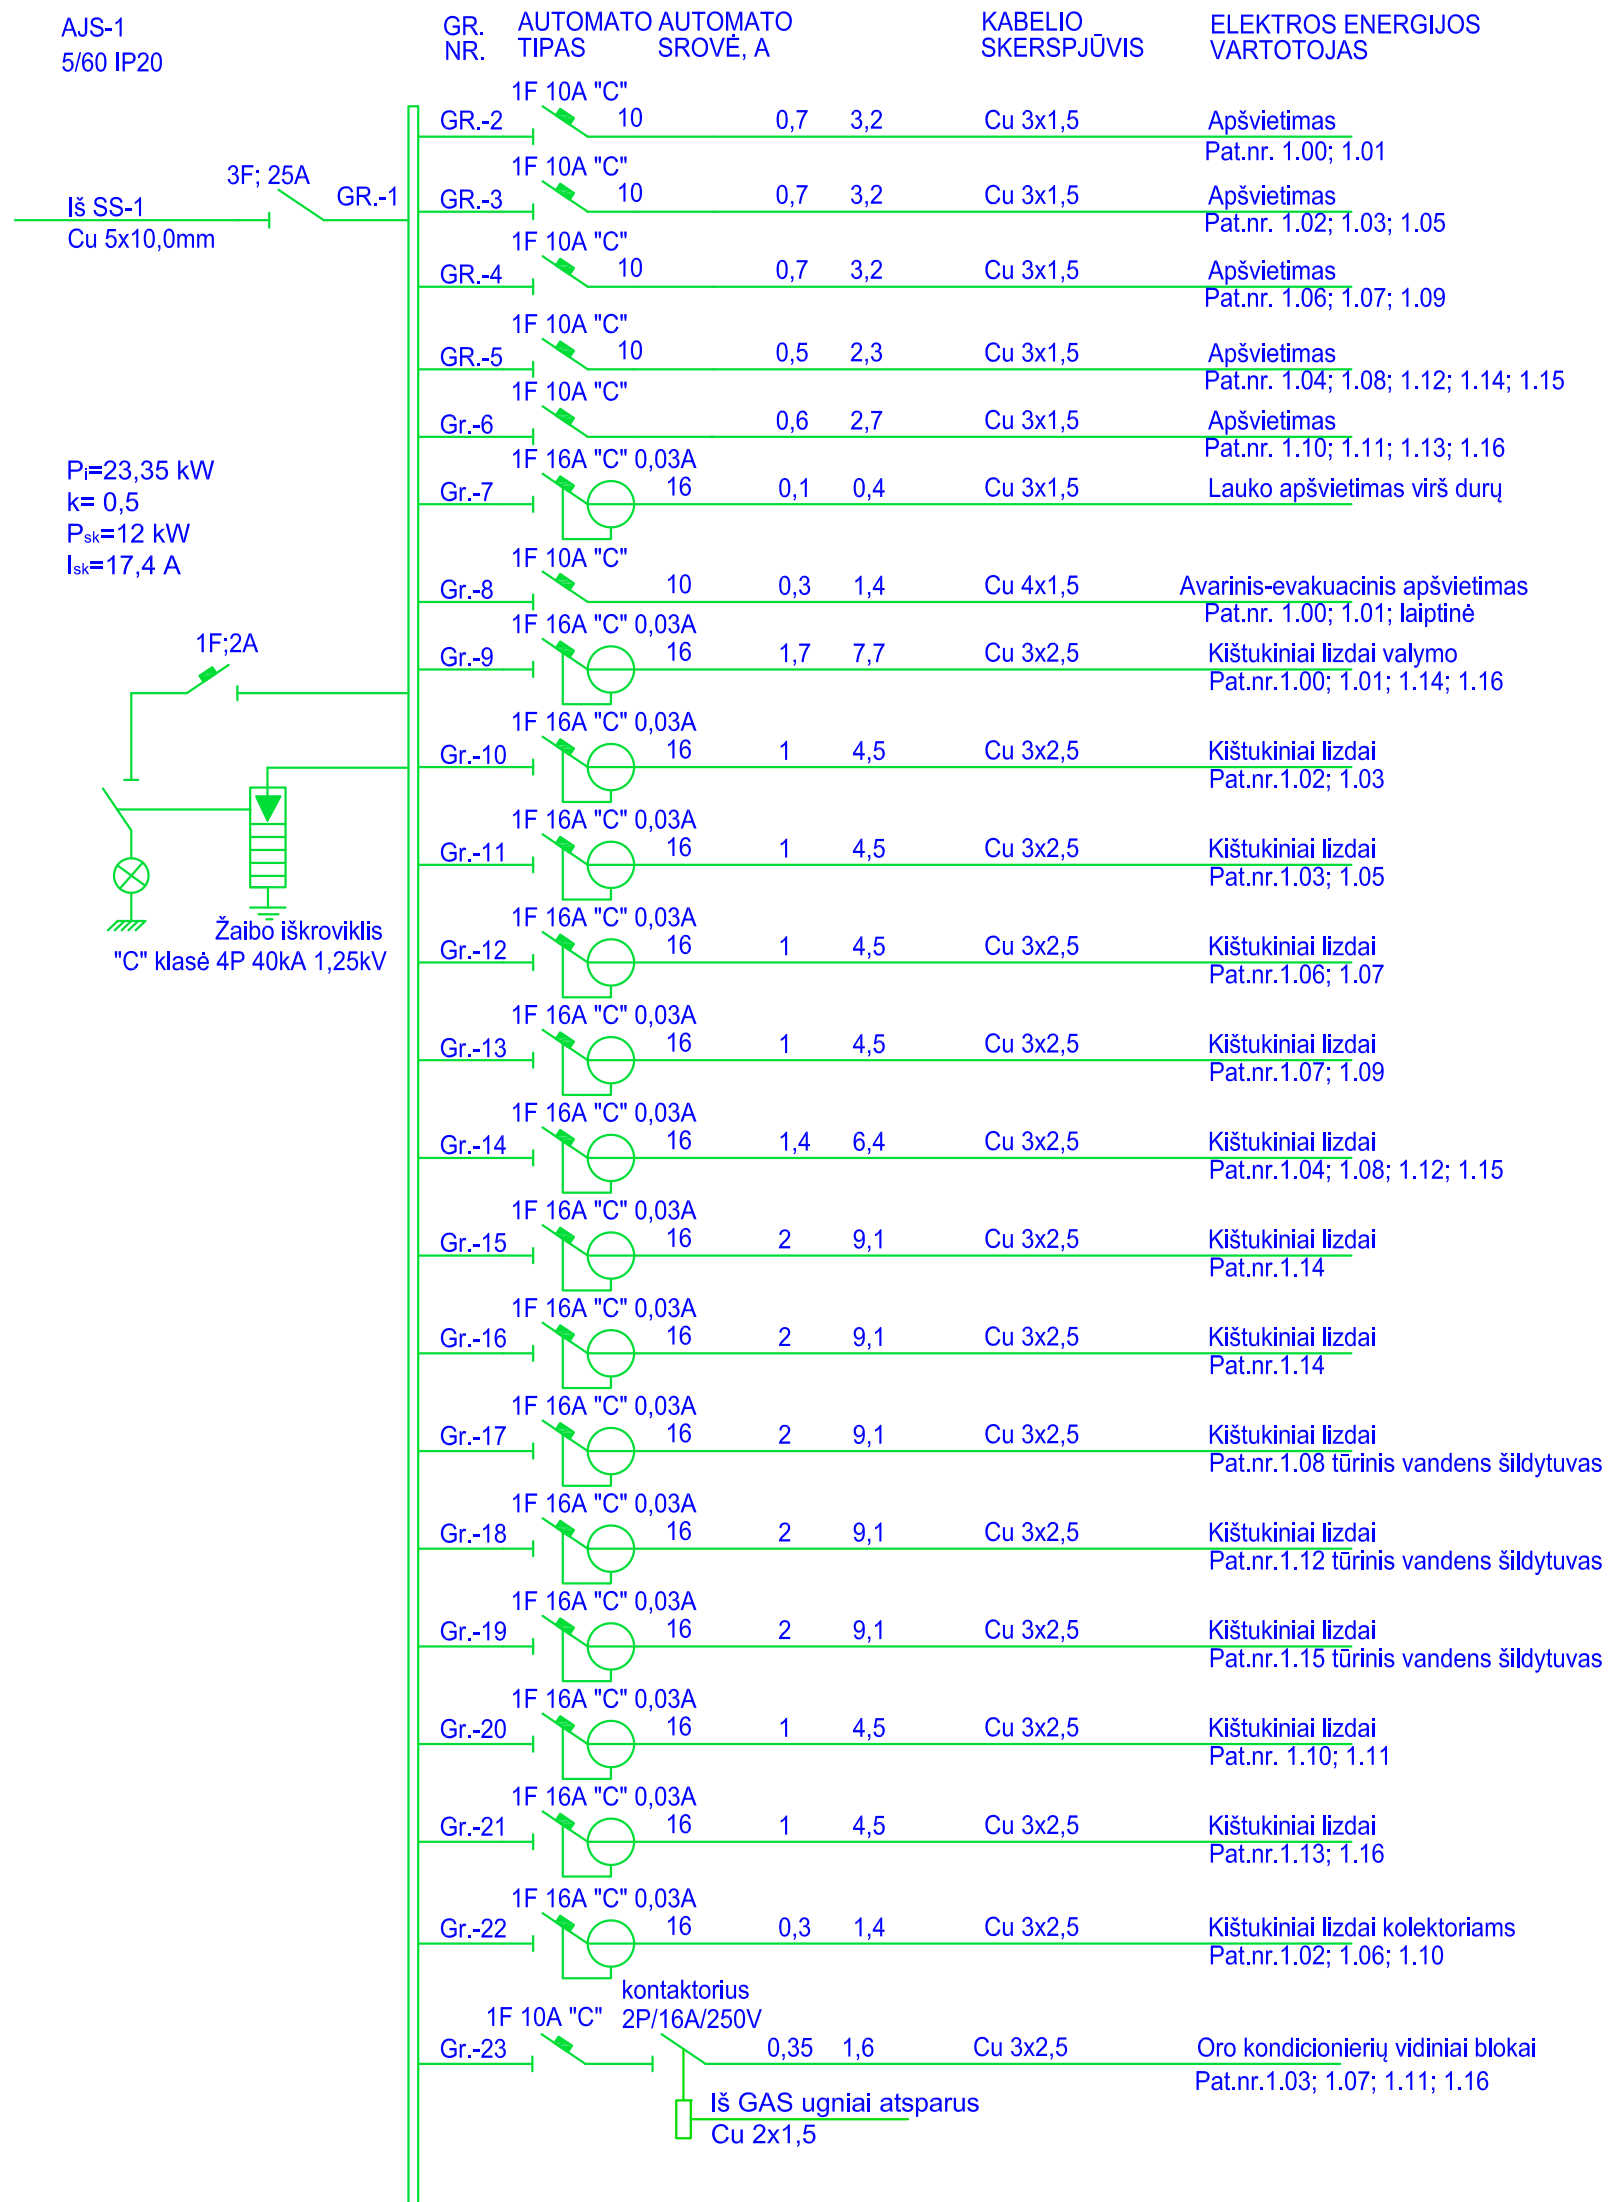 AJS-1
5/60 IP20
GR. NR.
AUTOMATO TIPAS
AUTOMATO SROVĖ, A
KABELIO SKERSPJŪVIS
ELEKTROS ENERGIJOS VARTOTOJAS
3F; 25A
GR.-1
Iš SS-1
Cu 5x10,0mm
Pi=23,35 kW
k= 0,5
Psk=12 kW
Isk=17,4 A
1F;2A
Žaibo iškroviklis
"C" klasė 4P 40kA 1,25kV
1F 10A "C"
GR.-2 10 0,7 3,2 Cu 3x1,5 Apšvietimas
Pat.nr. 1.00; 1.01
1F 10A "C"
GR.-3 10 0,7 3,2 Cu 3x1,5 Apšvietimas
Pat.nr. 1.02; 1.03; 1.05
1F 10A "C"
GR.-4 10 0,7 3,2 Cu 3x1,5 Apšvietimas
Pat.nr. 1.06; 1.07; 1.09
1F 10A "C"
GR.-5 10 0,5 2,3 Cu 3x1,5 Apšvietimas
Pat.nr. 1.04; 1.08; 1.12; 1.14; 1.15
1F 10A "C"
Gr.-6 0,6 2,7 Cu 3x1,5 Apšvietimas
Pat.nr. 1.10; 1.11; 1.13; 1.16
1F 16A "C" 0,03A
Gr.-7 16 0,1 0,4 Cu 3x1,5 Lauko apšvietimas virš durų
1F 10A "C"
Gr.-8 10 0,3 1,4 Cu 4x1,5 Avarinis-evakuacinis apšvietimas
Pat.nr. 1.00; 1.01; laiptinė
1F 16A "C" 0,03A
Gr.-9 16 1,7 7,7 Cu 3x2,5 Kištukiniai lizdai valymo
Pat.nr.1.00; 1.01; 1.14; 1.16
1F 16A "C" 0,03A
Gr.-10 16 1 4,5 Cu 3x2,5 Kištukiniai lizdai
Pat.nr.1.02; 1.03
1F 16A "C" 0,03A
Gr.-11 16 1 4,5 Cu 3x2,5 Kištukiniai lizdai
Pat.nr.1.03; 1.05
1F 16A "C" 0,03A
Gr.-12 16 1 4,5 Cu 3x2,5 Kištukiniai lizdai
Pat.nr.1.06; 1.07
1F 16A "C" 0,03A
Gr.-13 16 1 4,5 Cu 3x2,5 Kištukiniai lizdai
Pat.nr.1.07; 1.09
1F 16A "C" 0,03A
Gr.-14 16 1,4 6,4 Cu 3x2,5 Kištukiniai lizdai
Pat.nr.1.04; 1.08; 1.12; 1.15
1F 16A "C" 0,03A
Gr.-15 16 2 9,1 Cu 3x2,5 Kištukiniai lizdai
Pat.nr.1.14
1F 16A "C" 0,03A
Gr.-16 16 2 9,1 Cu 3x2,5 Kištukiniai lizdai
Pat.nr.1.14
1F 16A "C" 0,03A
Gr.-17 16 2 9,1 Cu 3x2,5 Kištukiniai lizdai
Pat.nr.1.08 tūrinis vandens šildytuvas
1F 16A "C" 0,03A
Gr.-18 16 2 9,1 Cu 3x2,5 Kištukiniai lizdai
Pat.nr.1.12 tūrinis vandens šildytuvas
1F 16A "C" 0,03A
Gr.-19 16 2 9,1 Cu 3x2,5 Kištukiniai lizdai
Pat.nr.1.15 tūrinis vandens šildytuvas
1F 16A "C" 0,03A
Gr.-20 16 1 4,5 Cu 3x2,5 Kištukiniai lizdai
Pat.nr. 1.10; 1.11
1F 16A "C" 0,03A
Gr.-21 16 1 4,5 Cu 3x2,5 Kištukiniai lizdai
Pat.nr.1.13; 1.16
1F 16A "C" 0,03A
Gr.-22 16 0,3 1,4 Cu 3x2,5 Kištukiniai lizdai kolektoriams
Pat.nr.1.02; 1.06; 1.10
kontaktorius
1F 10A "C" 2P/16A/250V
Gr.-23 0,35 1,6 Cu 3x2,5 Oro kondicionierių vidiniai blokai
Pat.nr.1.03; 1.07; 1.11; 1.16
Iš GAS ugniai atsparus
Cu 2x1,5